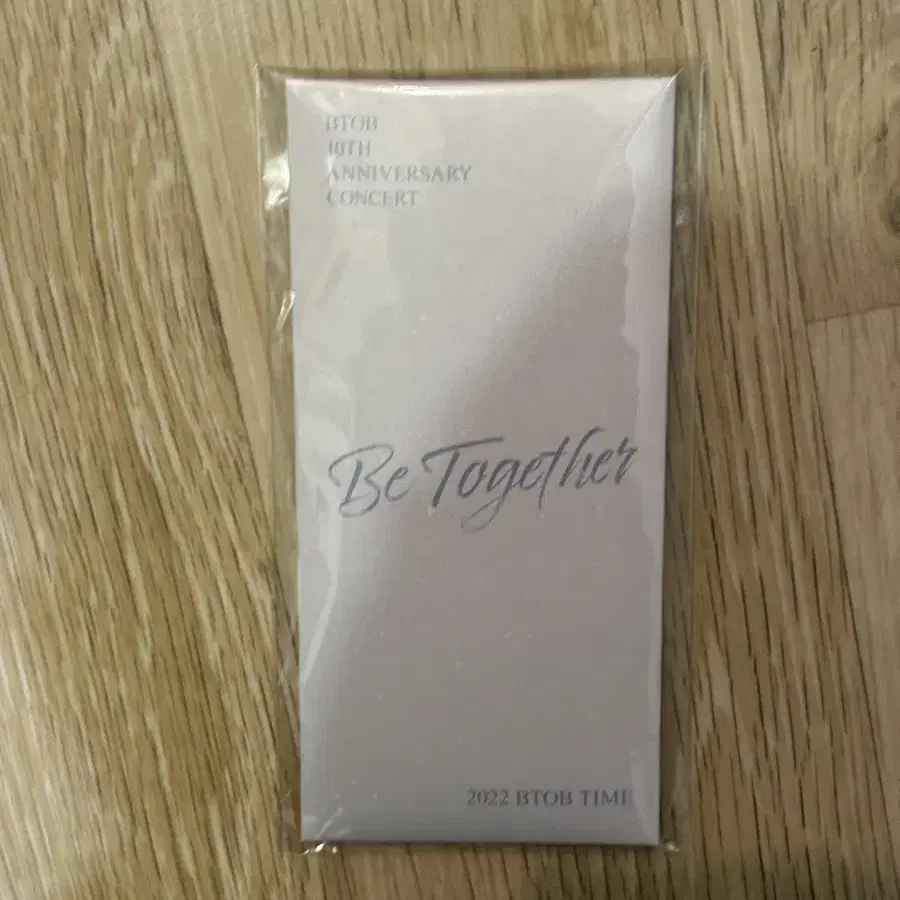 BTOB
10TH
ANNIVERSARY
CONCERT
Be Together
2022 BTOB TIME